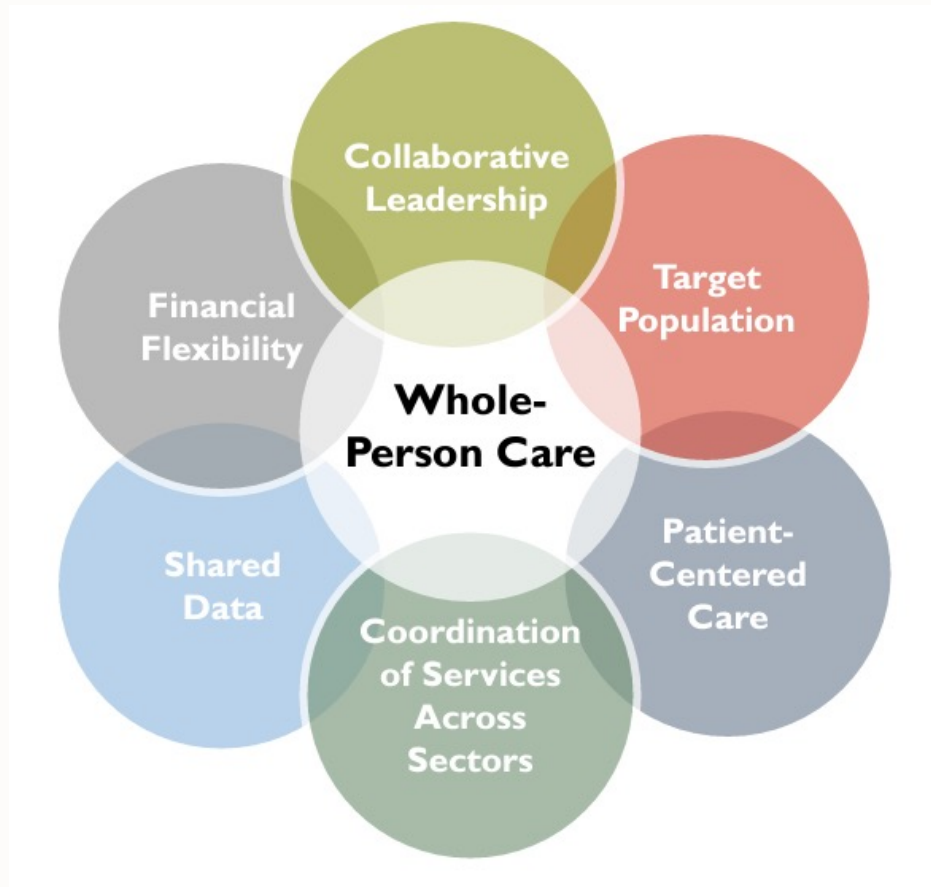 Collaborative
Leadership
Target
Population
Financial
Flexibility
Whole-
Person Care
Patient-
Centered
Care
Shared
Data
Coordination
of Services
Across
Sectors